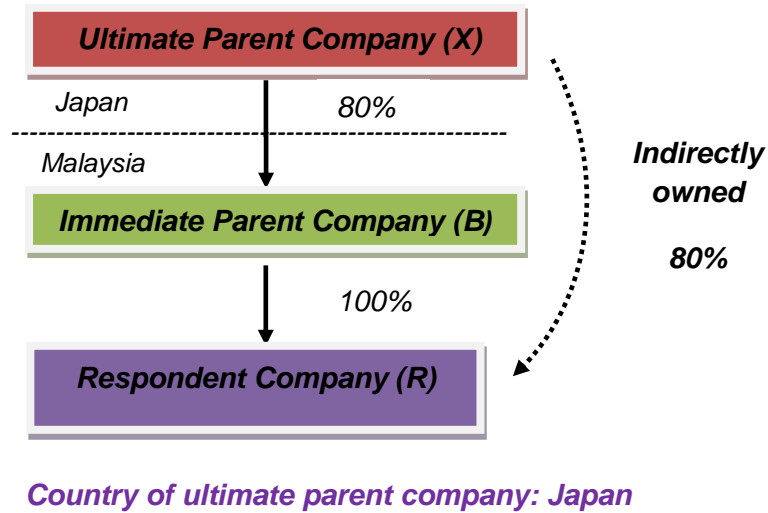 Ultimate Parent Company (X)
Japan
80%
Malaysia
Indirectly
owned
80%
Immediate Parent Company (B)
100%
Respondent Company (R)
Country of ultimate parent company: Japan